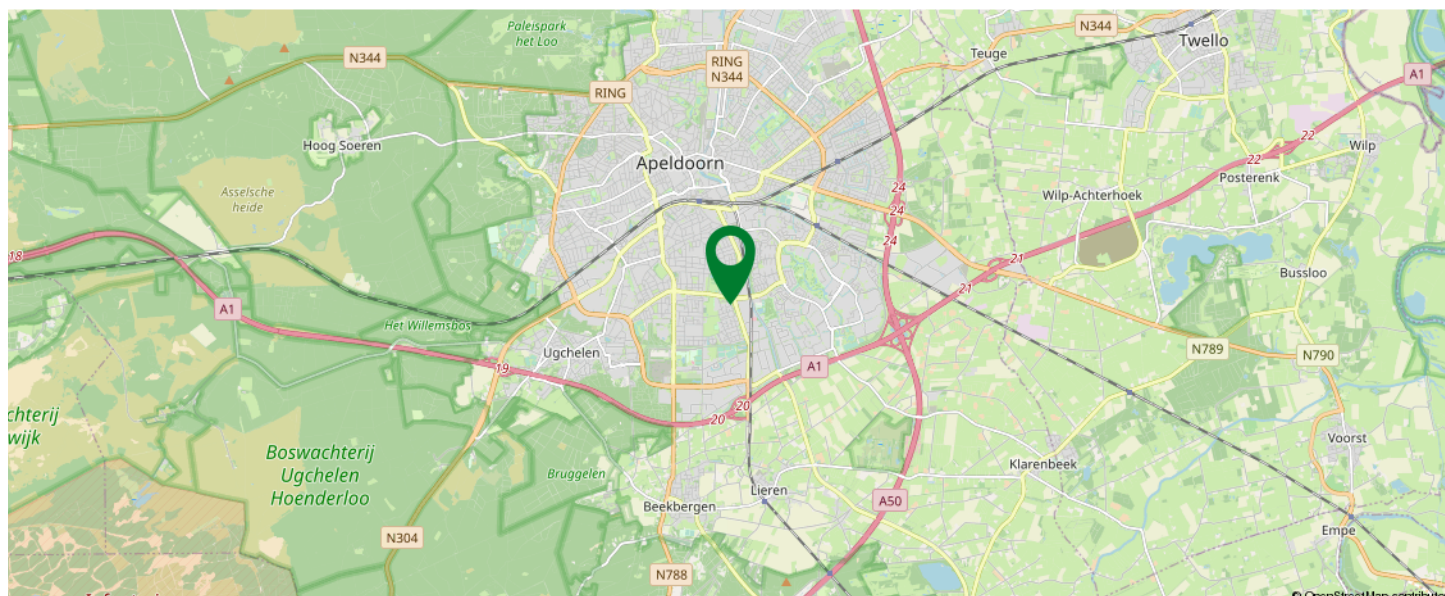 Paleispark
het Loo
N344
RING
N344
N344
Twello
Teuge
A1
RING
22
Hoog Soeren
Apeldoorn
22
Wilp
Posterenk
Asselsche
heide
24
Wilp-Achterhoek
24
24
18
21
Bussloo
21
A1
Het Willemsbos
Ugchelen
N789
N790
19
A1
20
20
chterij
wijk
Boswachterij
Ugchelen
Hoenderloo
Voorst
Klarenbeek
Bruggelen
Lieren
A50
Beekbergen
N304
Empe
N788
© OpenStreetMap contributo